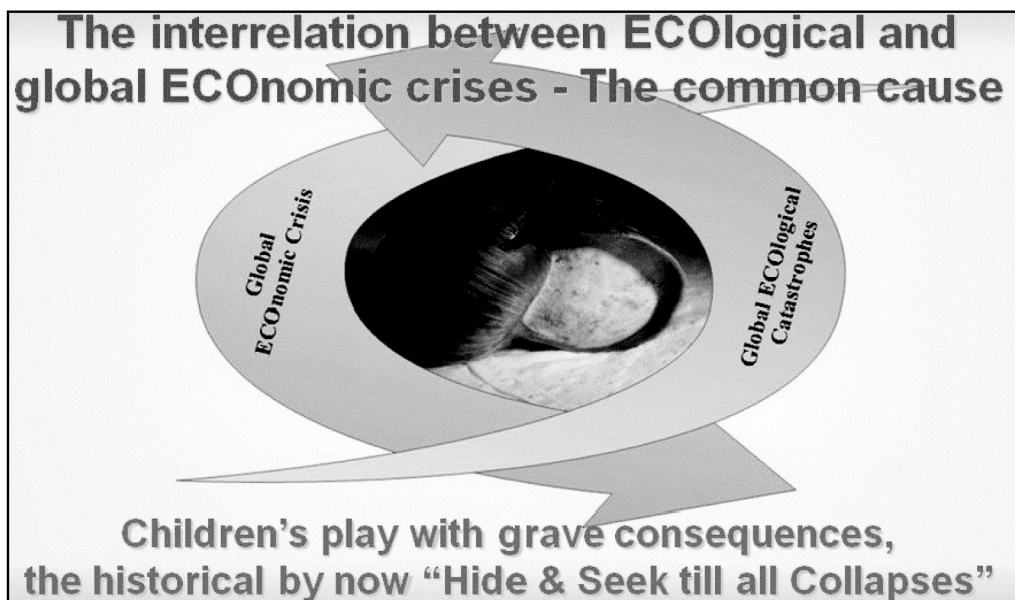 The interrelation between ECOlogical and
global ECOnomic crises - The common cause
Global
ECOnomic Crisis
Global ECOlogical
Catastrophes
Children's play with grave consequences,
the historical by now “Hide & Seek till all Collapses”